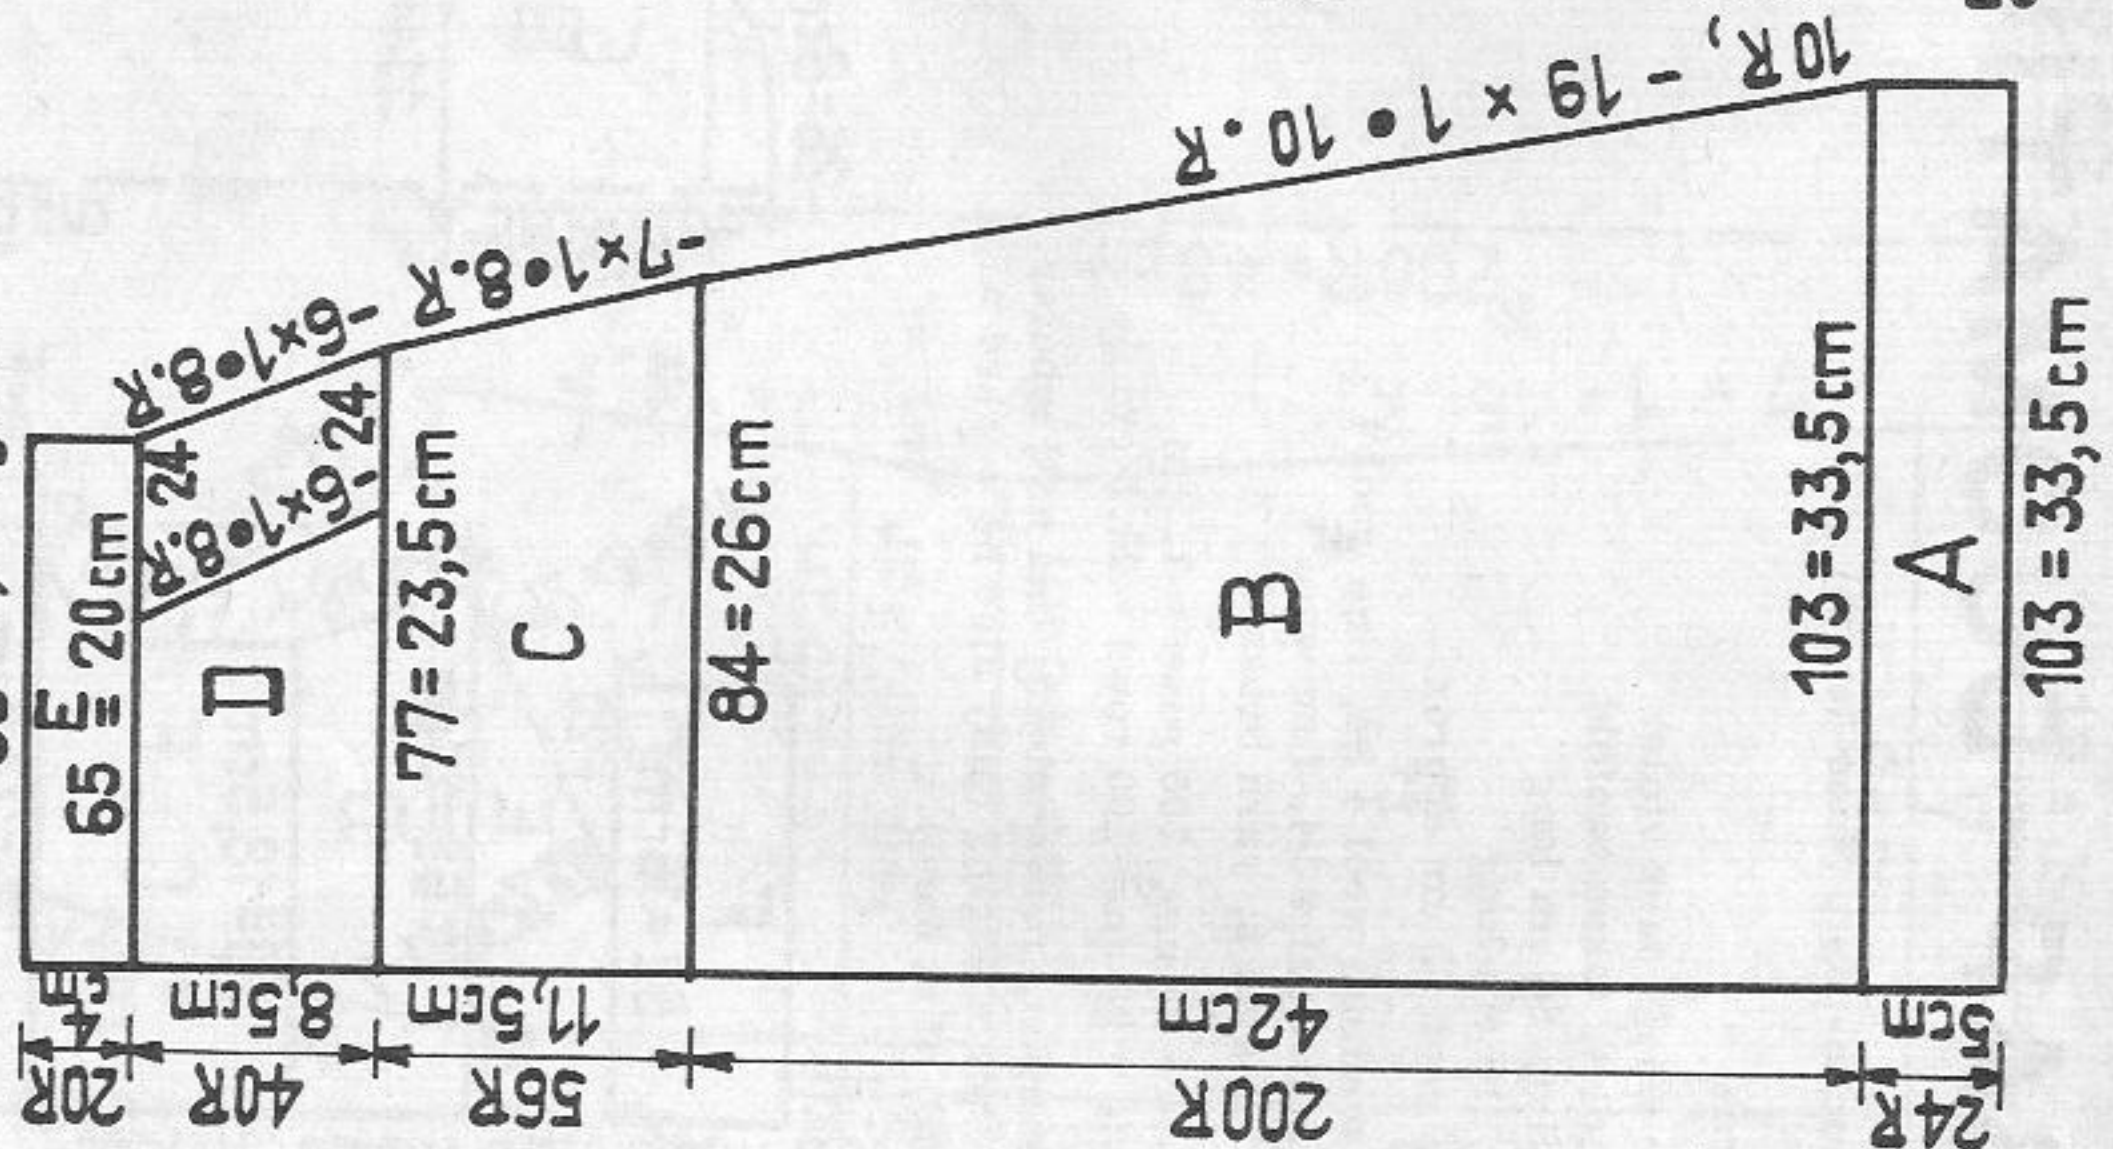 E
65 = 20cm
-6×1•8.R
24
24
-6×1•8.R
D
77=23,5cm
-7×1•8.R
C
84=26cm
10R, - 19 × 1 • 10.R
B
103=33,5cm
A
103=33,5cm
4 cm
8,5cm
11,5cm
42cm
5cm
20R
40R
56R
200R
24R